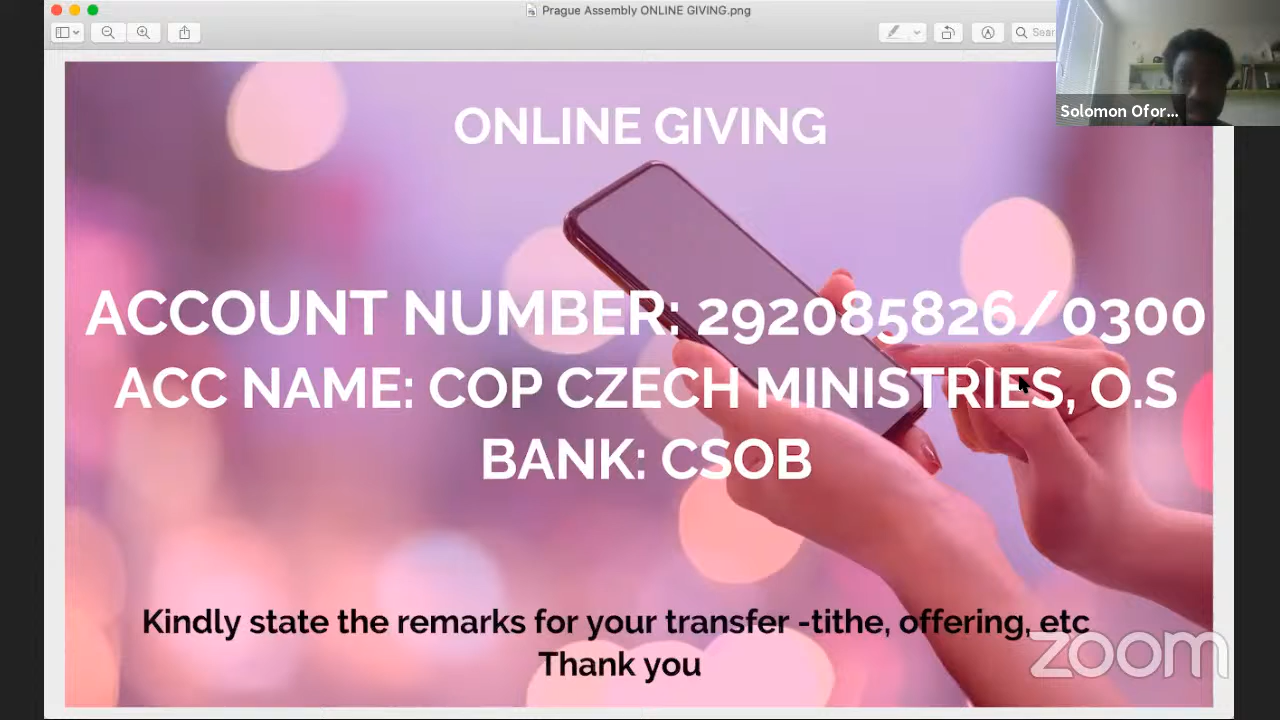 Prague Assembly ONLINE GIVING.png
Sear
Solomon Ofor...
ONLINE GIVING
ACCOUNT NUMBER: 292085826/0300
ACC NAME: COP CZECH MINISTRIES, O.S
BANK: CSOB
Kindly state the remarks for your transfer -tithe, offering, etc
Thank you
zoom